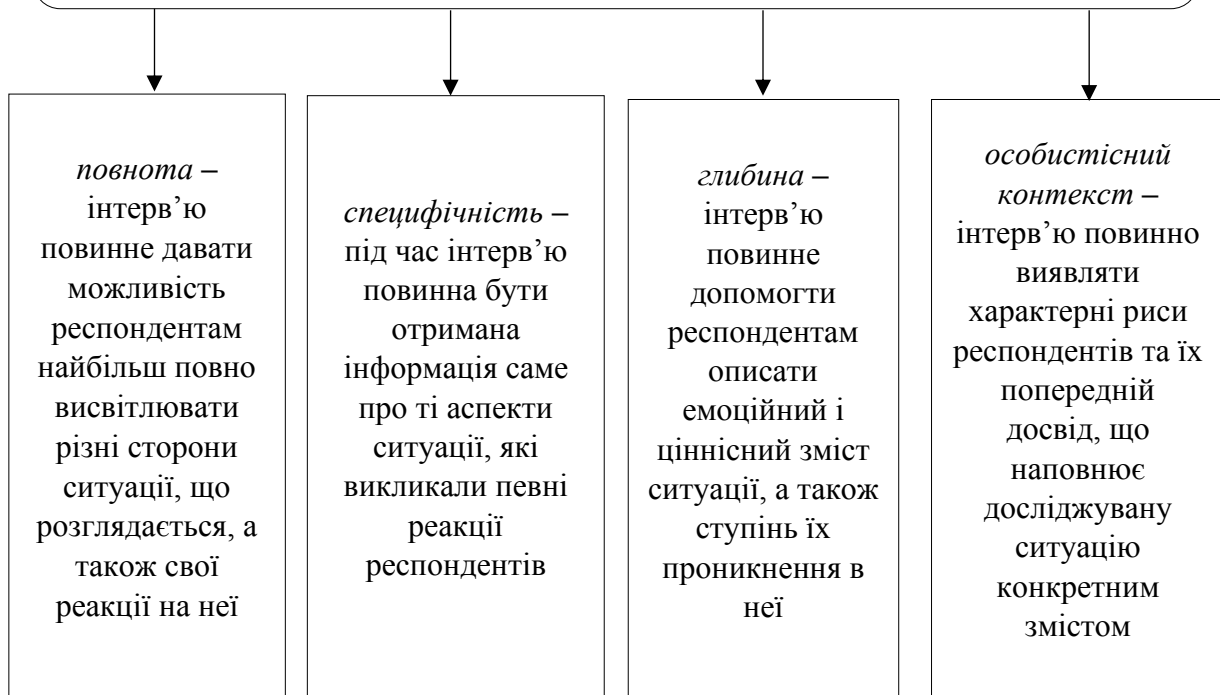 повнота –
інтерв’ю
повинне давати
можливість
респондентам
найбільш повно
висвітлювати
різні сторони
ситуації, що
розглядається, а
також свої
реакції на неї
специфічність –
під час інтерв’ю
повинна бути
отримана
інформація саме
про ті аспекти
ситуації, які
викликали певні
реакції
респондентів
глибина –
інтерв’ю
повинне
допомогти
респондентам
описати
емоційний і
ціннісний зміст
ситуації, а також
ступінь їх
проникнення в
неї
особистісний
контекст –
інтерв’ю повинно
виявляти
характерні риси
респондентів та їх
попередній
досвід, що
наповнює
досліджувану
ситуацію
конкретним
змістом